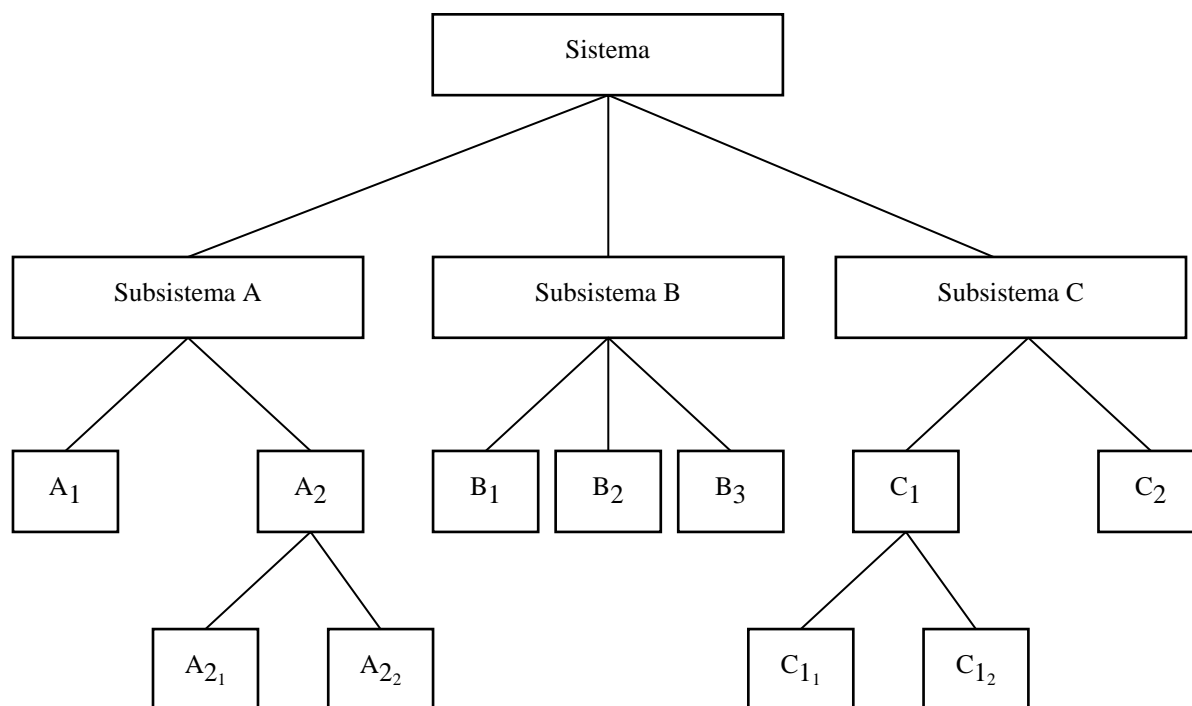 Sistema
Subsistema A Subsistema B Subsistema C
A₁ A₂ B₁ B₂ B₃ C₁ C₂
A₂₁ A₂₂ C₁₁ C₁₂